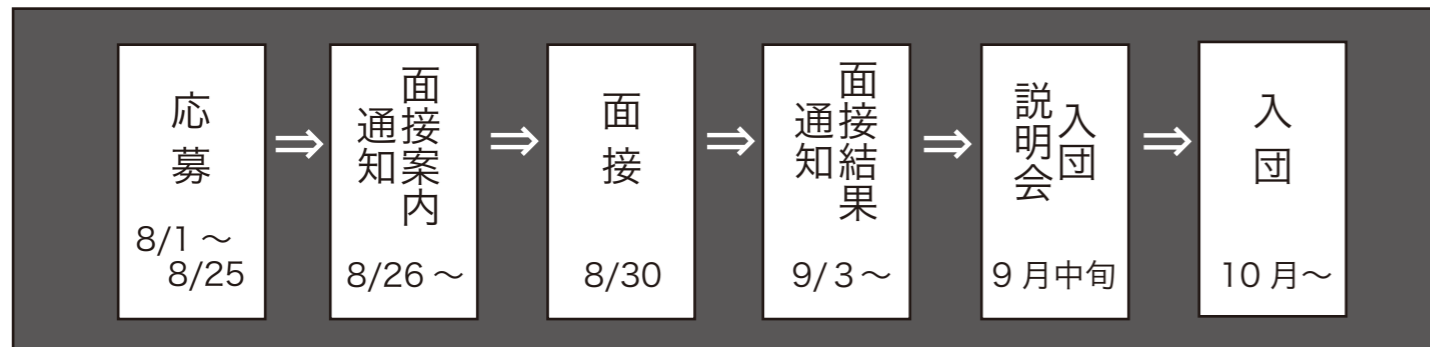 応募
8/1～
8/25
⇒
面接案内
通知
8/26～
⇒
面接
8/30
⇒
面接結果
通知
9/3～
⇒
入団
説明会
9月中旬
⇒
入団
10月～